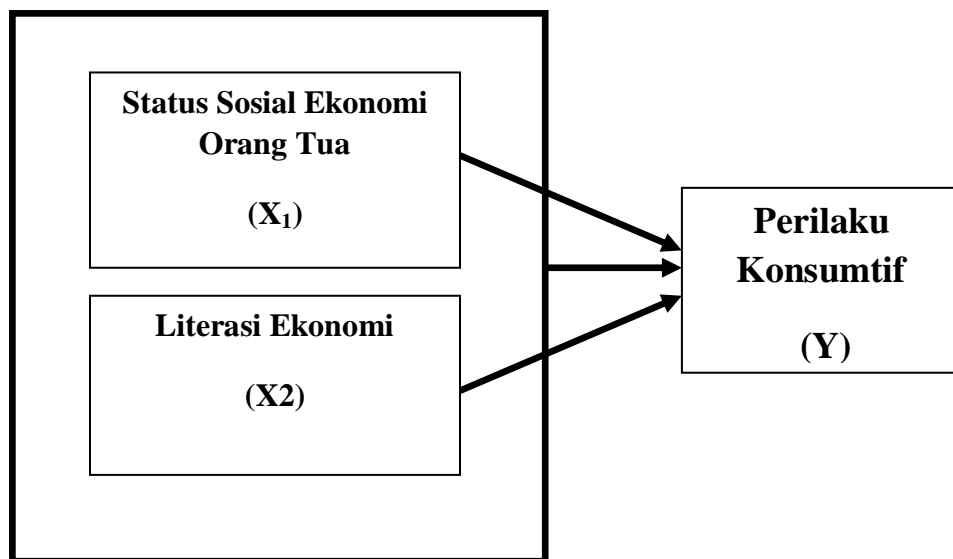 Status Sosial Ekonomi
Orang Tua
(X₁)
Literasi Ekonomi
(X2)
Perilaku
Konsumtif
(Y)